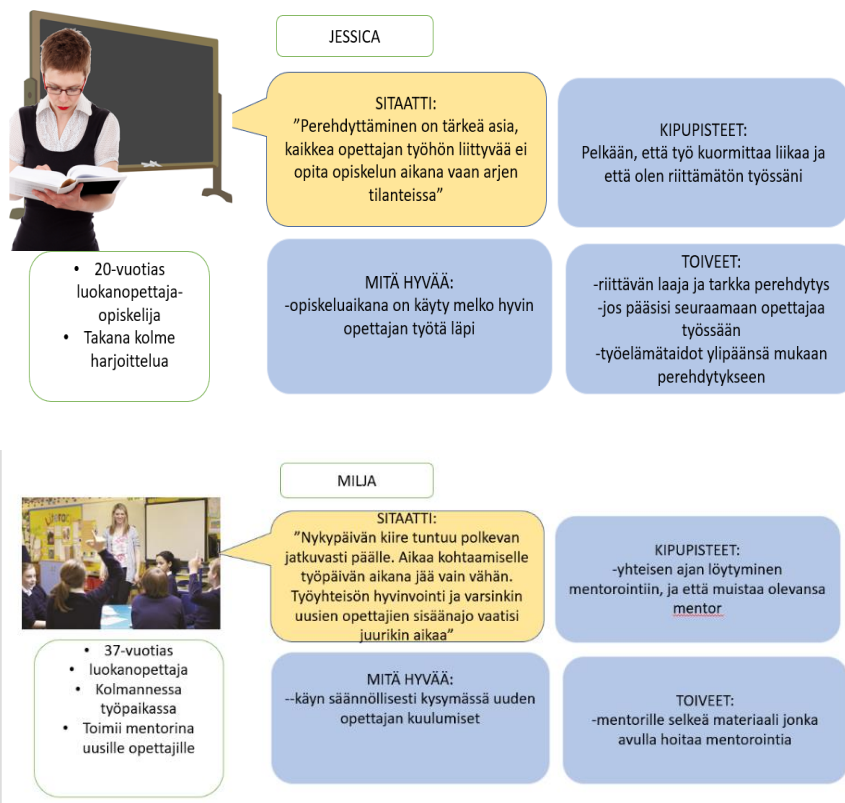 JESSICA
SITAATTI:
”Perehdyttäminen on tärkeä asia,
kaikkea opettajan työhön liittyvää ei
opita opiskelun aikana vaan arjen
tilanteissa”
KIPUPISTEET:
Pelkään, että työ kuormittaa liikaa ja
että olen riittämätön työssäni
• 20-vuotias
luokanopettaja-
opiskelija
• Takana kolme
harjoittelua
MITÄ HYVÄÄ:
-opiskeluaikana on käyty melko hyvin
opettajan työtä läpi
TOIVEET:
-riittävän laaja ja tarkka perehdytys
-jos pääsisi seuraamaan opettajaa
työssään
-työelämätaidot ylipäänsä mukaan
perehdytykseen
MILJA
SITAATTI:
”Nykypäivän kiire tuntuu polkevan
jatkuvasti päälle. Aikaa kohtaamiselle
työpäivän aikana jää vain vähän.
Työyhteisön hyvinvointi ja varsinkin
uusien opettajien sisäänajo vaatisi
juurikin aikaa”
KIPUPISTEET:
-yhteisen ajan löytyminen
mentorointiin, ja että muistaa olevansa
mentor
• 37-vuotias
• luokanopettaja
• Kolmannessa
työpaikassa
• Toimii mentorina
uusille opettajille
MITÄ HYVÄÄ:
--käyn säännöllisesti kysymässä uuden
opettajan kuulumiset
TOIVEET:
-mentorille selkeä materiaali jonka
avulla hoitaa mentorointia